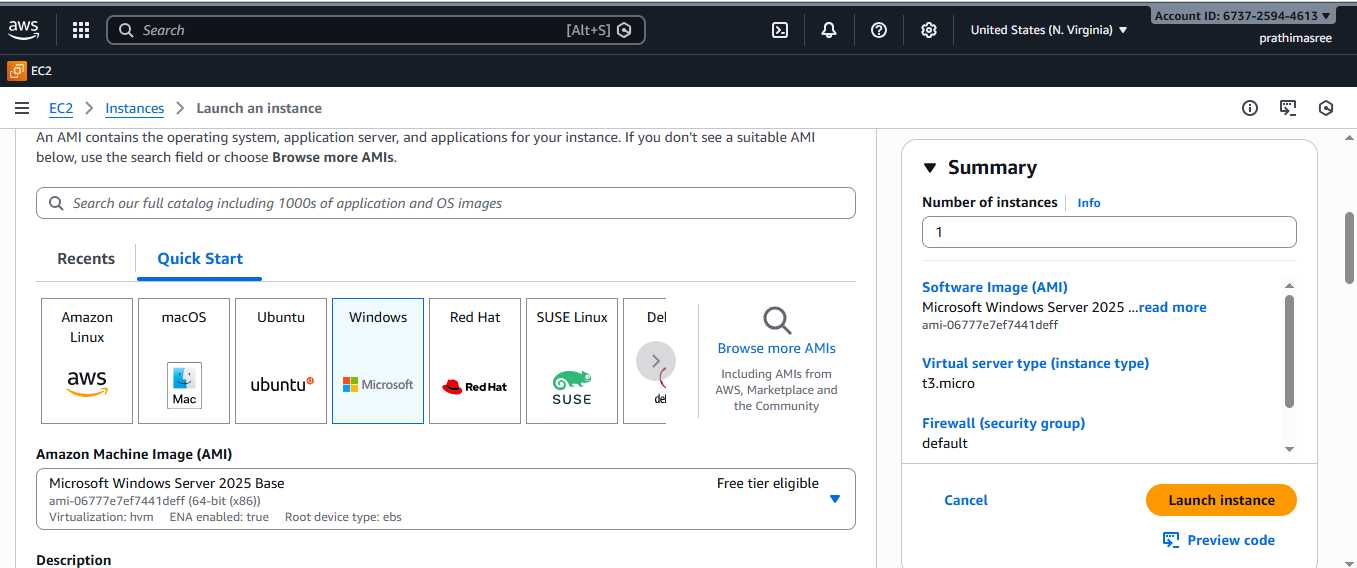 aws
Search [Alt+S]
United States (N. Virginia)
Account ID: 6737-2594-4613
prathimasree
EC2
EC2 > Instances > Launch an instance
An AMI contains the operating system, application server, and applications for your instance. If you don't see a suitable AMI
below, use the search field or choose Browse more AMIs.
Search our full catalog including 1000s of application and OS images
Recents
Quick Start
Amazon
Linux
aws
macOS
Mac
Ubuntu
ubuntu
Windows
Microsoft
Red Hat
Red Hat
SUSE Linux
SUSE
Del
del
Browse more AMIs
Including AMIs from
AWS, Marketplace and
the Community
Amazon Machine Image (AMI)
Microsoft Windows Server 2025 Base
Free tier eligible
ami-06777e7ef7441deff (64-bit (x86))
Virtualization: hvm ENA enabled: true Root device type: ebs
Description
Summary
Number of instances Info
1
Software Image (AMI)
Microsoft Windows Server 2025 ...read more
ami-06777e7ef7441deff
Virtual server type (instance type)
t3.micro
Firewall (security group)
default
Cancel
Launch instance
Preview code